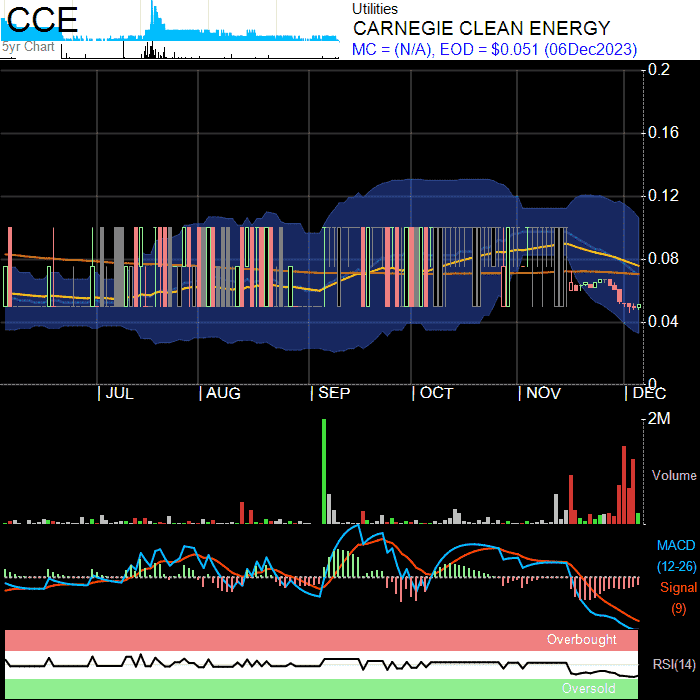 CCE
5yr Chart
Utilities
CARNEGIE CLEAN ENERGY
MC = (N/A), EOD = $0.051 (06Dec2023)
0.2
0.16
0.12
0.08
0.04
0
| JUL | AUG | SEP | OCT | NOV | DEC
2M
Volume
MACD
(12-26)
Signal
(9)
Overbought
RSI(14)
Oversold